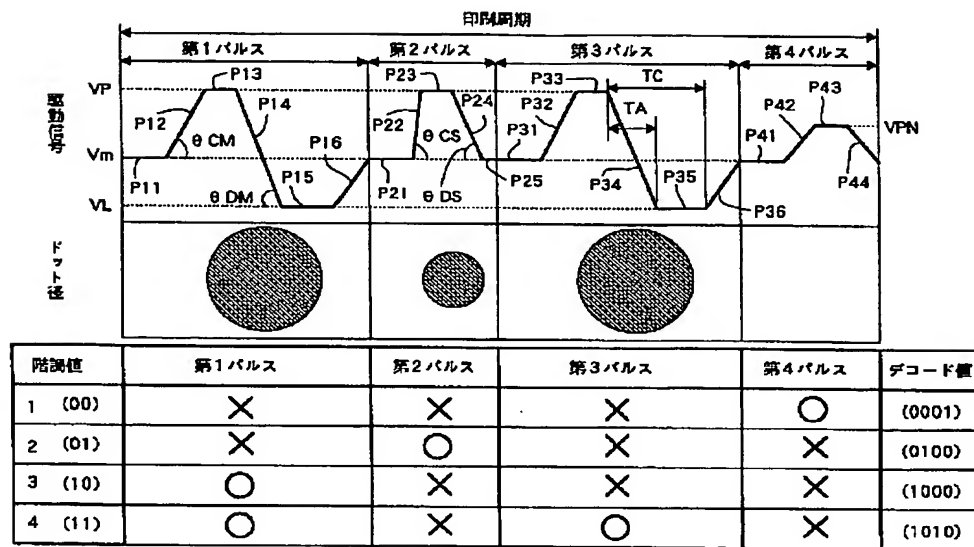 印刷周期
第1パルス 第2パルス 第3パルス 第4パルス
駆動信号
VP
Vm
VL
VPN
P11
P12
P13
P14
P15
P16
θCM
θDM
P21
P22
P23
P24
P25
θCS
θDS
P31
P32
P33
P34
P35
P36
TC
TA
P41
P42
P43
P44
ドット径
階調値 第1パルス 第2パルス 第3パルス 第4パルス デコード値
1 (00) × × × ○ (0001)
2 (01) × ○ × × (0100)
3 (10) ○ × × × (1000)
4 (11) ○ × ○ × (1010)